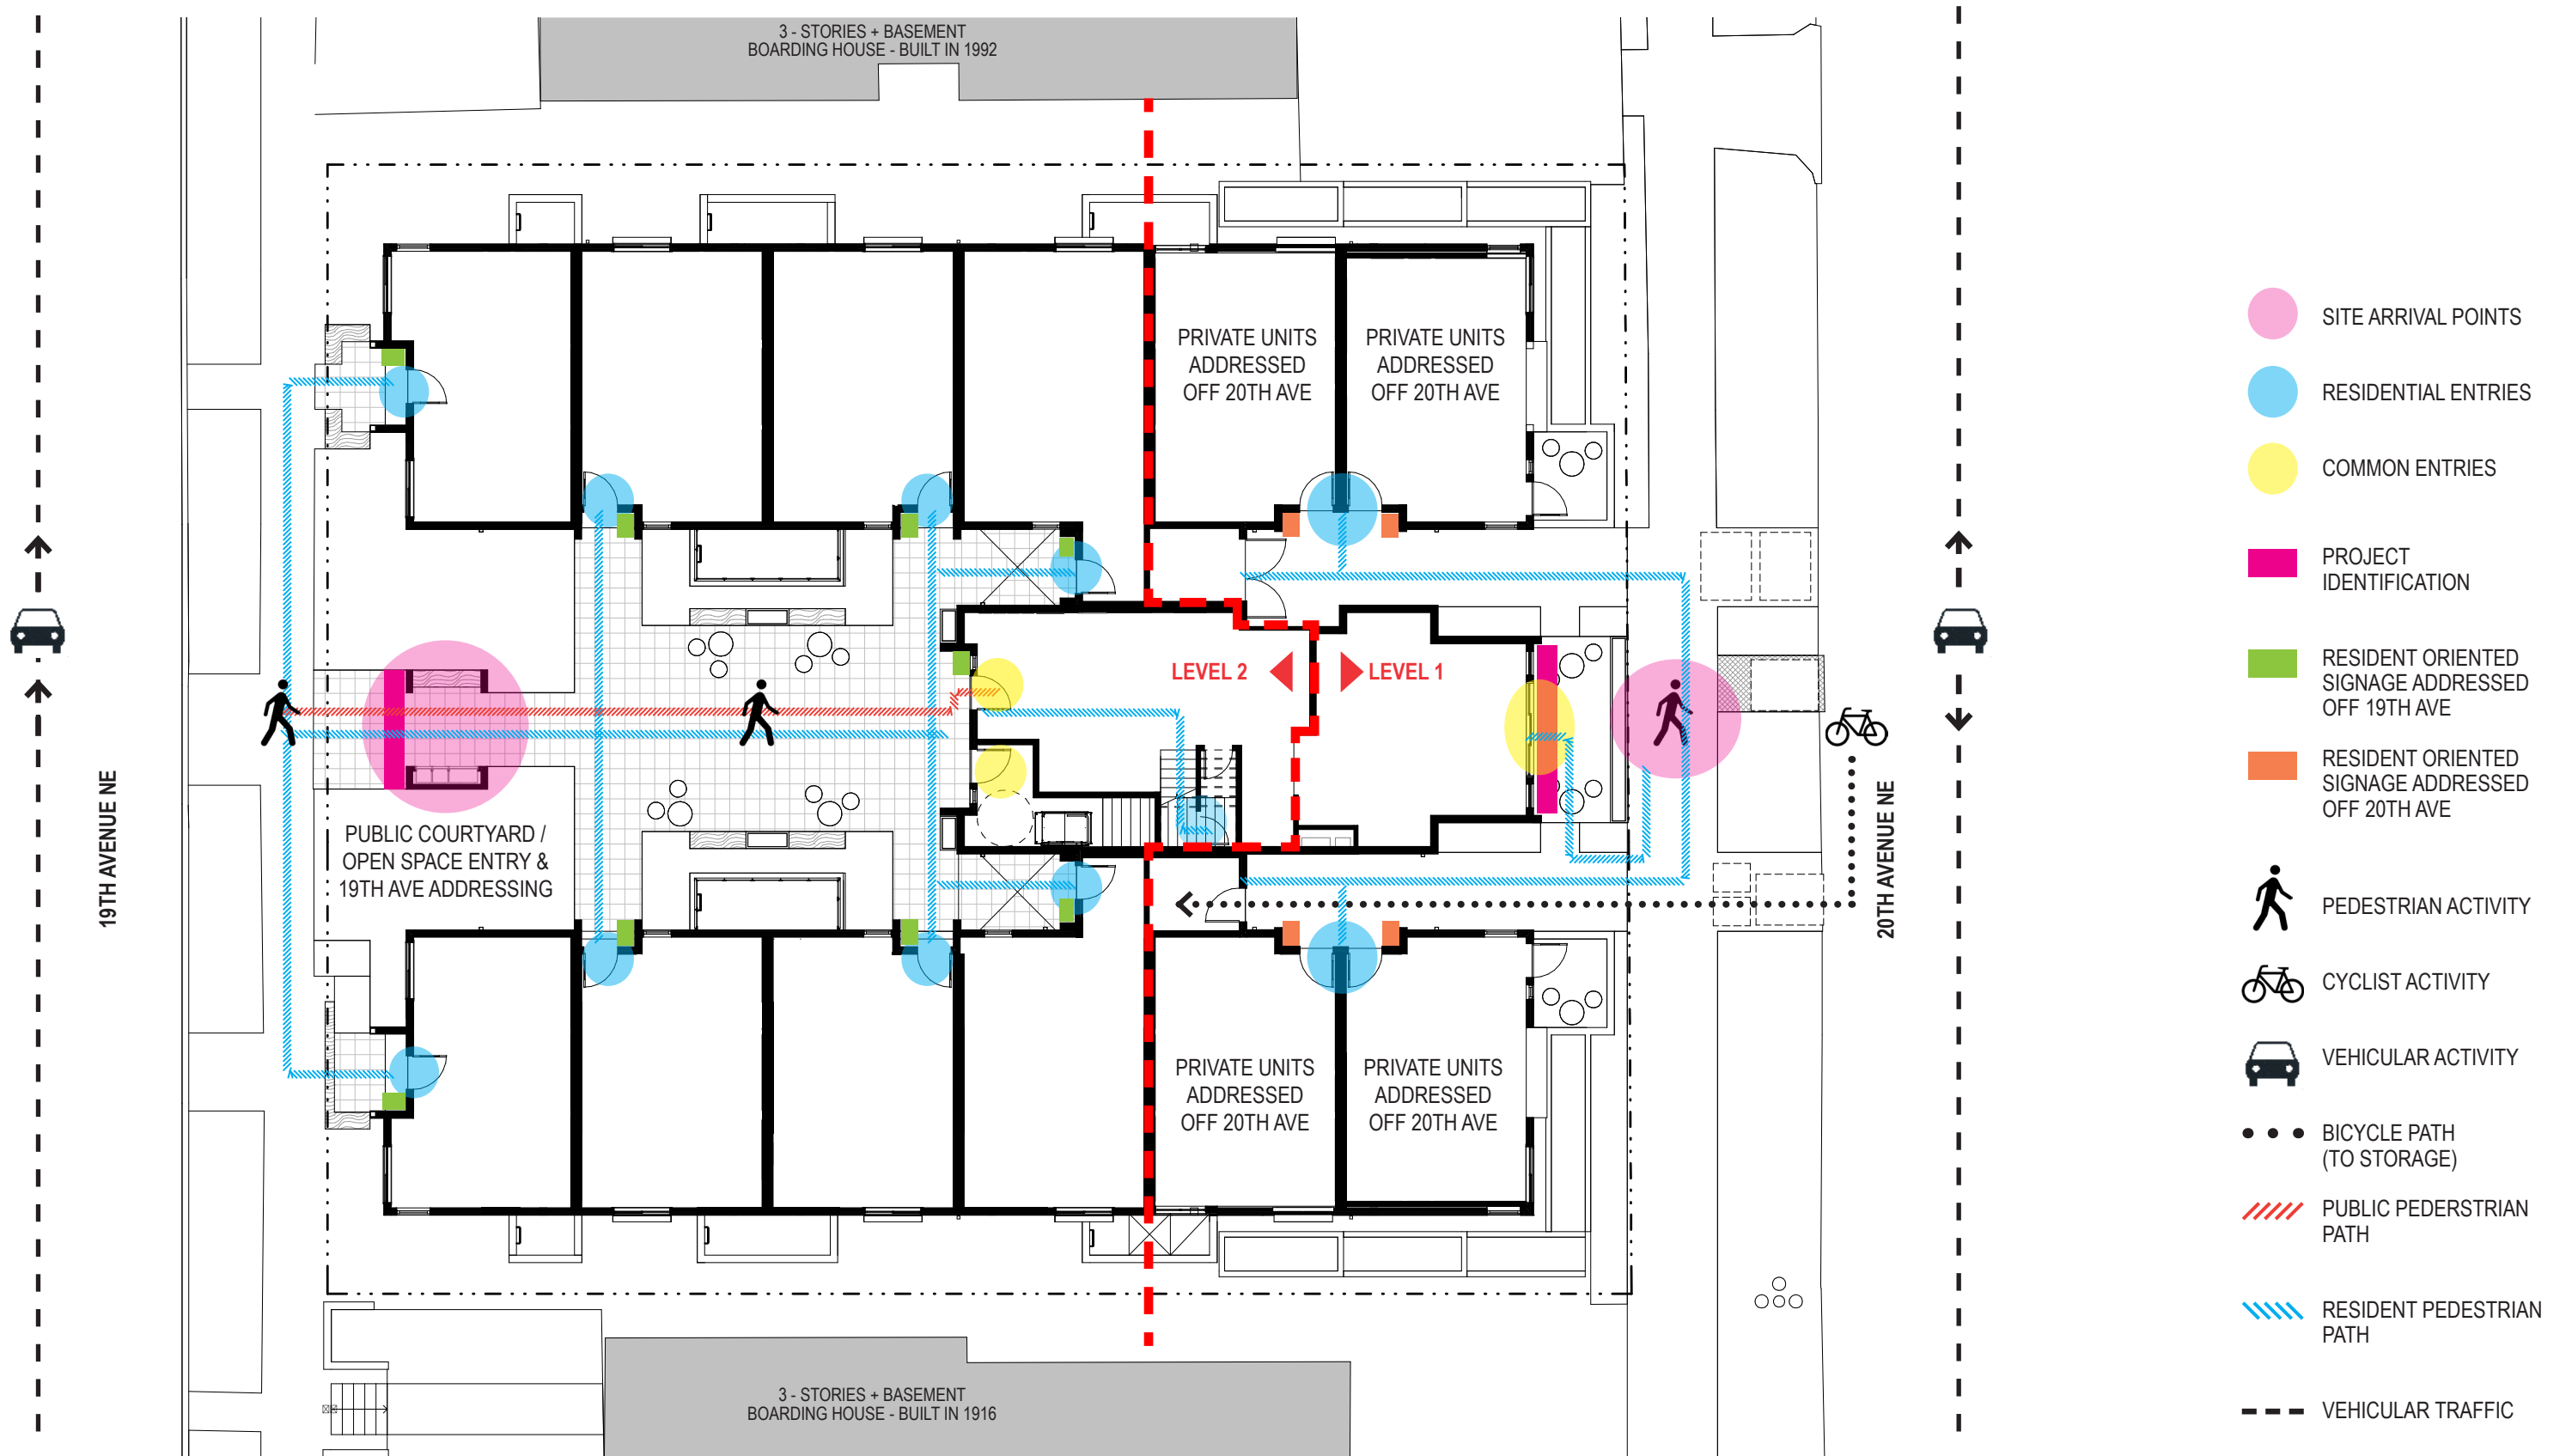 3 - STORIES + BASEMENT
BOARDING HOUSE - BUILT IN 1992
PRIVATE UNITS
ADDRESSED
OFF 20TH AVE
PRIVATE UNITS
ADDRESSED
OFF 20TH AVE
LEVEL 2
LEVEL 1
19TH AVENUE NE
PUBLIC COURTYARD /
OPEN SPACE ENTRY &
19TH AVE ADDRESSING
20TH AVENUE NE
PRIVATE UNITS
ADDRESSED
OFF 20TH AVE
PRIVATE UNITS
ADDRESSED
OFF 20TH AVE
3 - STORIES + BASEMENT
BOARDING HOUSE - BUILT IN 1916
SITE ARRIVAL POINTS
RESIDENTIAL ENTRIES
COMMON ENTRIES
PROJECT
IDENTIFICATION
RESIDENT ORIENTED
SIGNAGE ADDRESSED
OFF 19TH AVE
RESIDENT ORIENTED
SIGNAGE ADDRESSED
OFF 20TH AVE
PEDESTRIAN ACTIVITY
CYCLIST ACTIVITY
VEHICULAR ACTIVITY
BICYCLE PATH
(TO STORAGE)
PUBLIC PEDERSTRIAN
PATH
RESIDENT PEDESTRIAN
PATH
VEHICULAR TRAFFIC